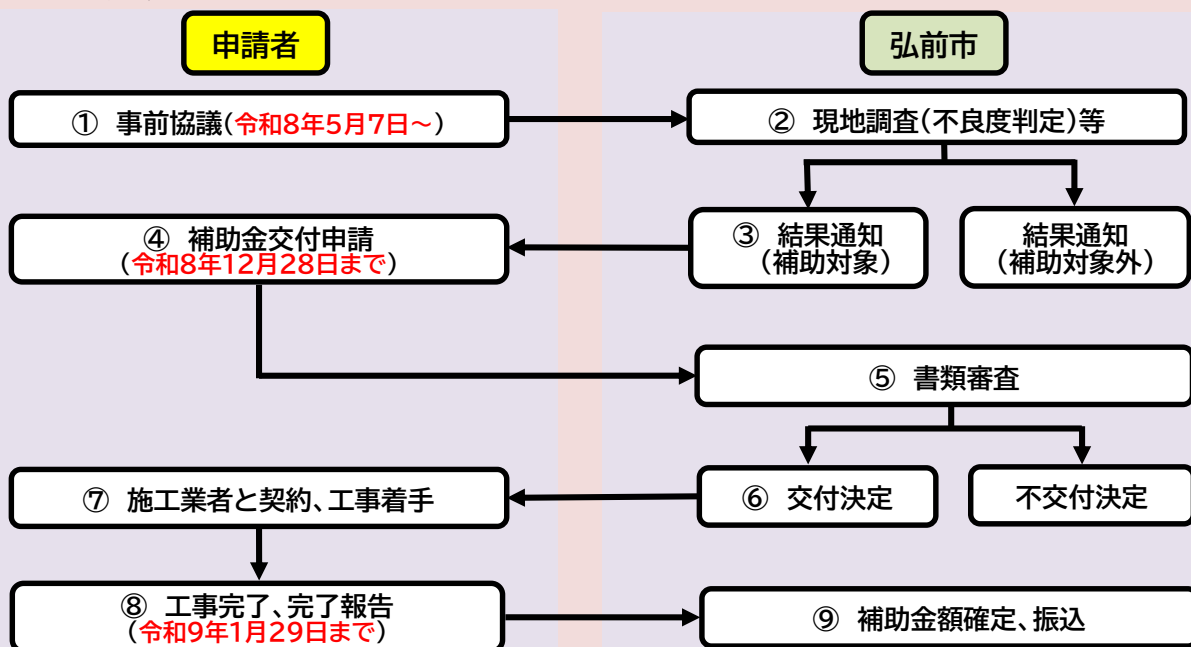 申請者
弘前市
① 事前協議(令和8年5月7日～)
② 現地調査(不良度判定)等
③ 結果通知
(補助対象)
結果通知
(補助対象外)
④ 補助金交付申請
(令和8年12月28日まで)
⑤ 書類審査
⑥ 交付決定
不交付決定
⑦ 施工業者と契約、工事着手
⑧ 工事完了、完了報告
(令和9年1月29日まで)
⑨ 補助金額確定、振込